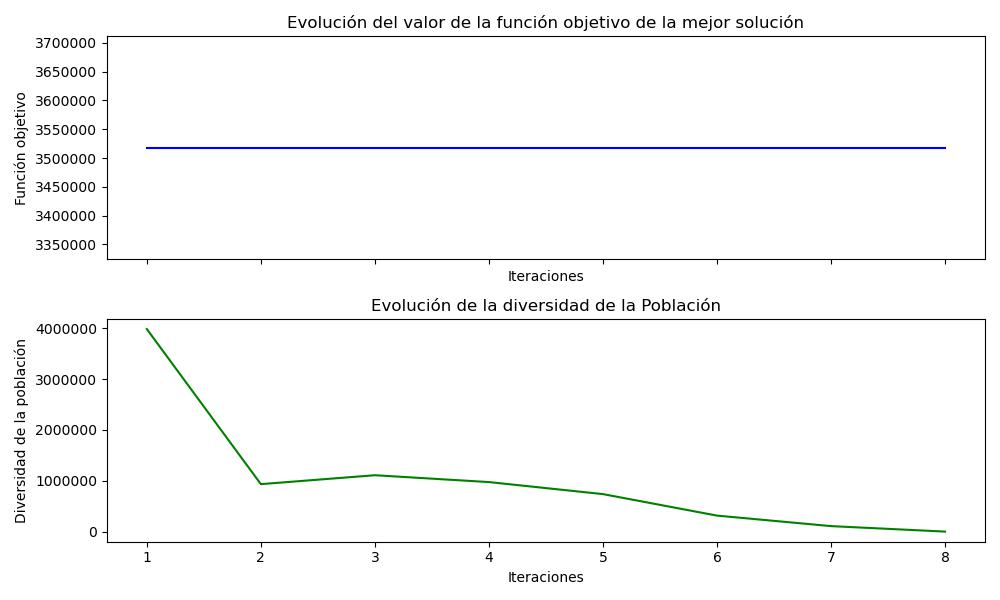 Evolución del valor de la función objetivo de la mejor solución
Función objetivo
3700000
3650000
3600000
3550000
3500000
3450000
3400000
3350000
Iteraciones
Evolución de la diversidad de la Población
Diversidad de la población
4000000
3000000
2000000
1000000
0
1 2 3 4 5 6 7 8
Iteraciones